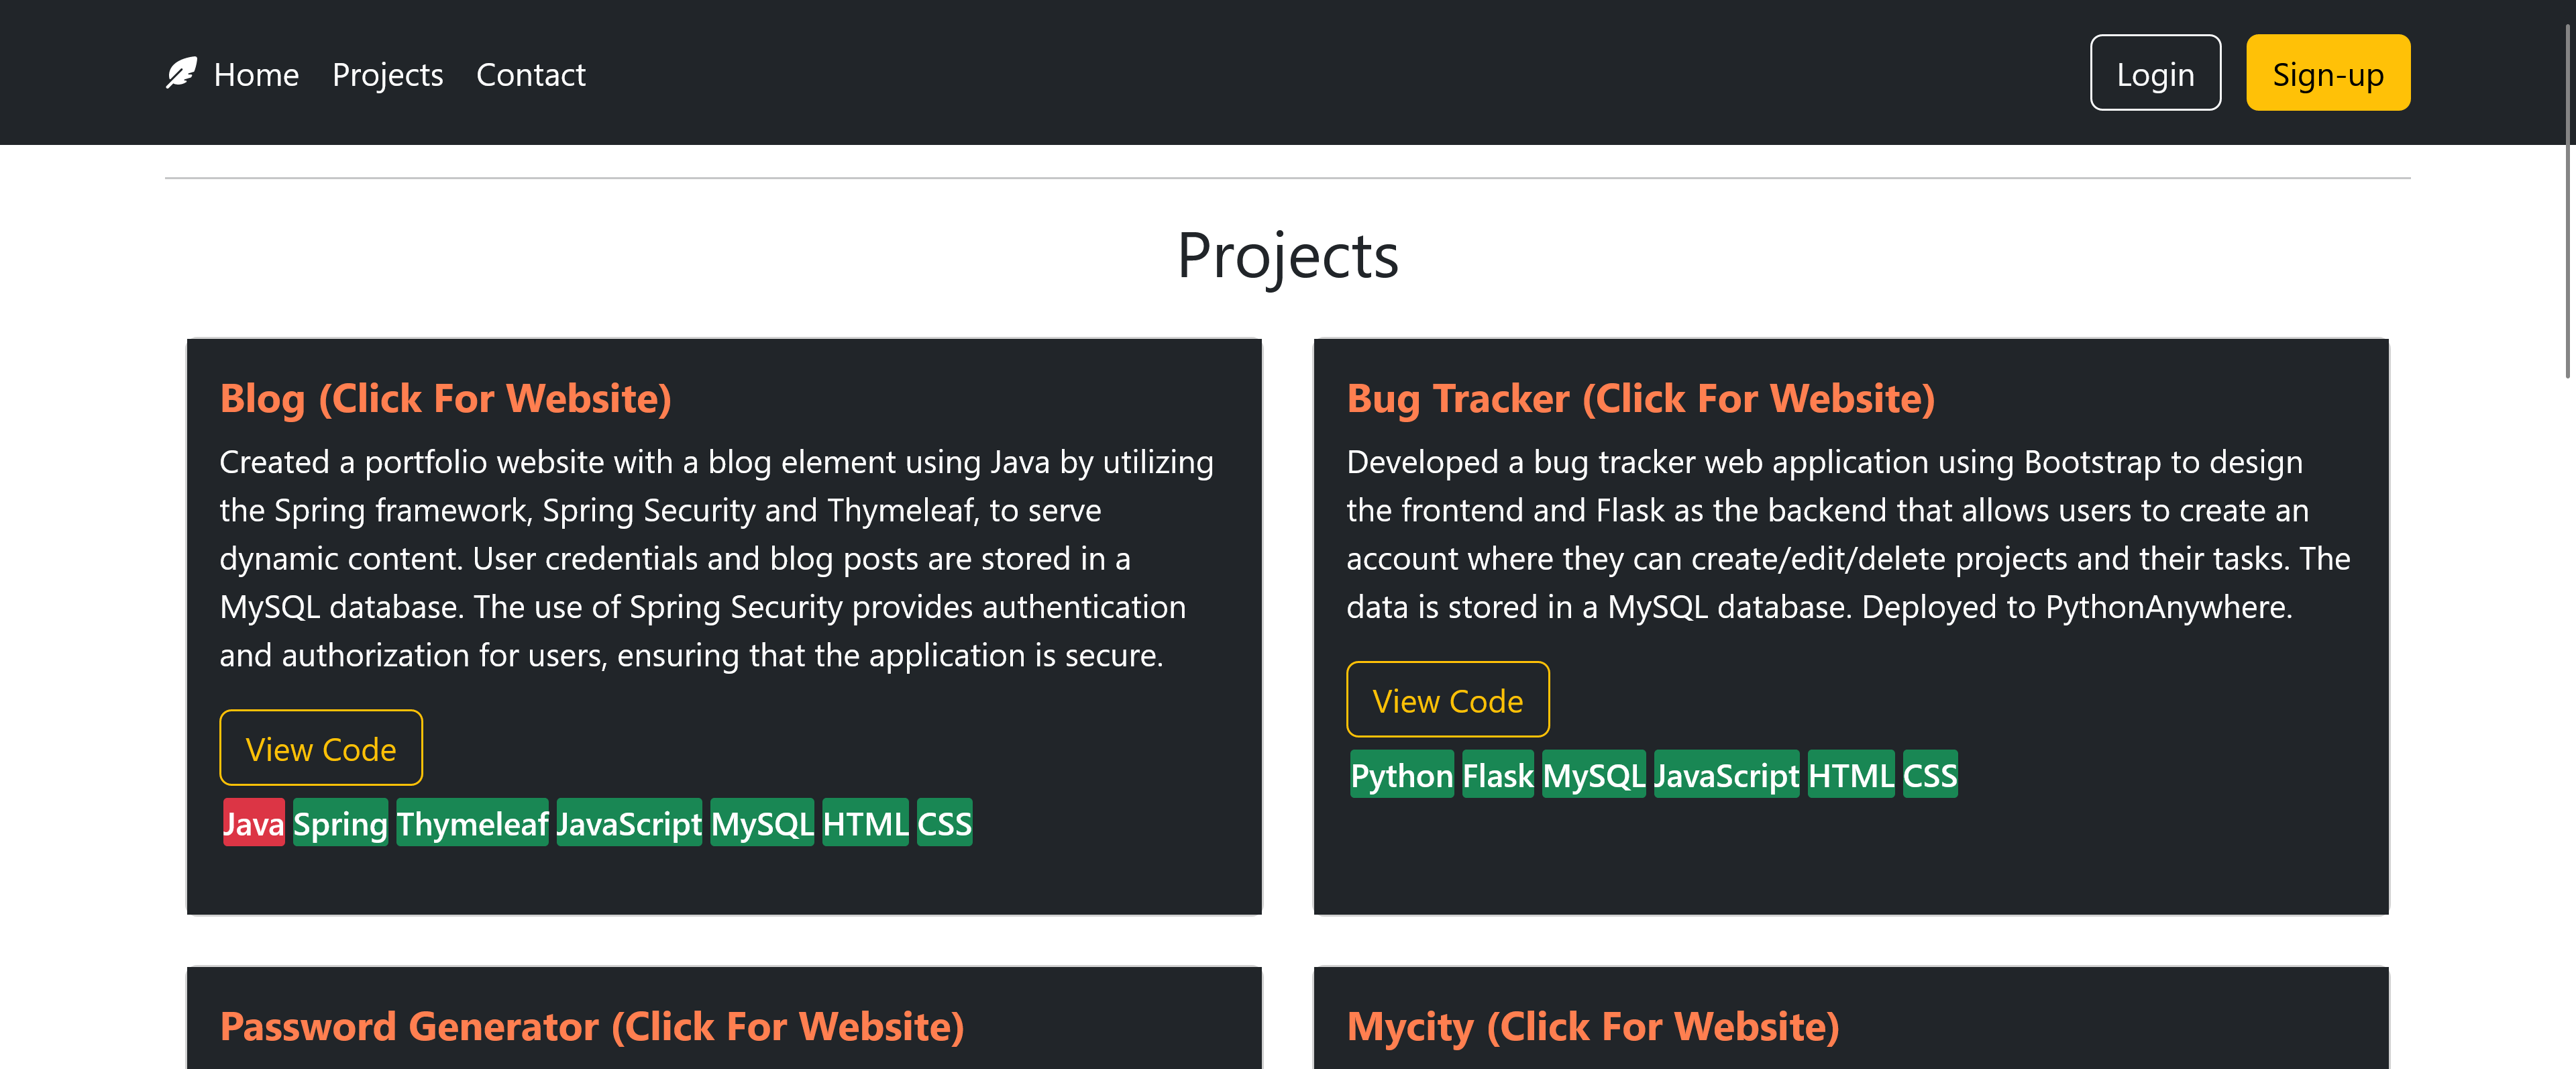 Home Projects Contact Login Sign-up
Projects
Blog (Click For Website)
Created a portfolio website with a blog element using Java by utilizing
the Spring framework, Spring Security and Thymeleaf, to serve
dynamic content. User credentials and blog posts are stored in a
MySQL database. The use of Spring Security provides authentication
and authorization for users, ensuring that the application is secure.
View Code
Java Spring Thymeleaf JavaScript MySQL HTML CSS
Bug Tracker (Click For Website)
Developed a bug tracker web application using Bootstrap to design
the frontend and Flask as the backend that allows users to create an
account where they can create/edit/delete projects and their tasks. The
data is stored in a MySQL database. Deployed to PythonAnywhere.
View Code
Python Flask MySQL JavaScript HTML CSS
Password Generator (Click For Website)
Mycity (Click For Website)